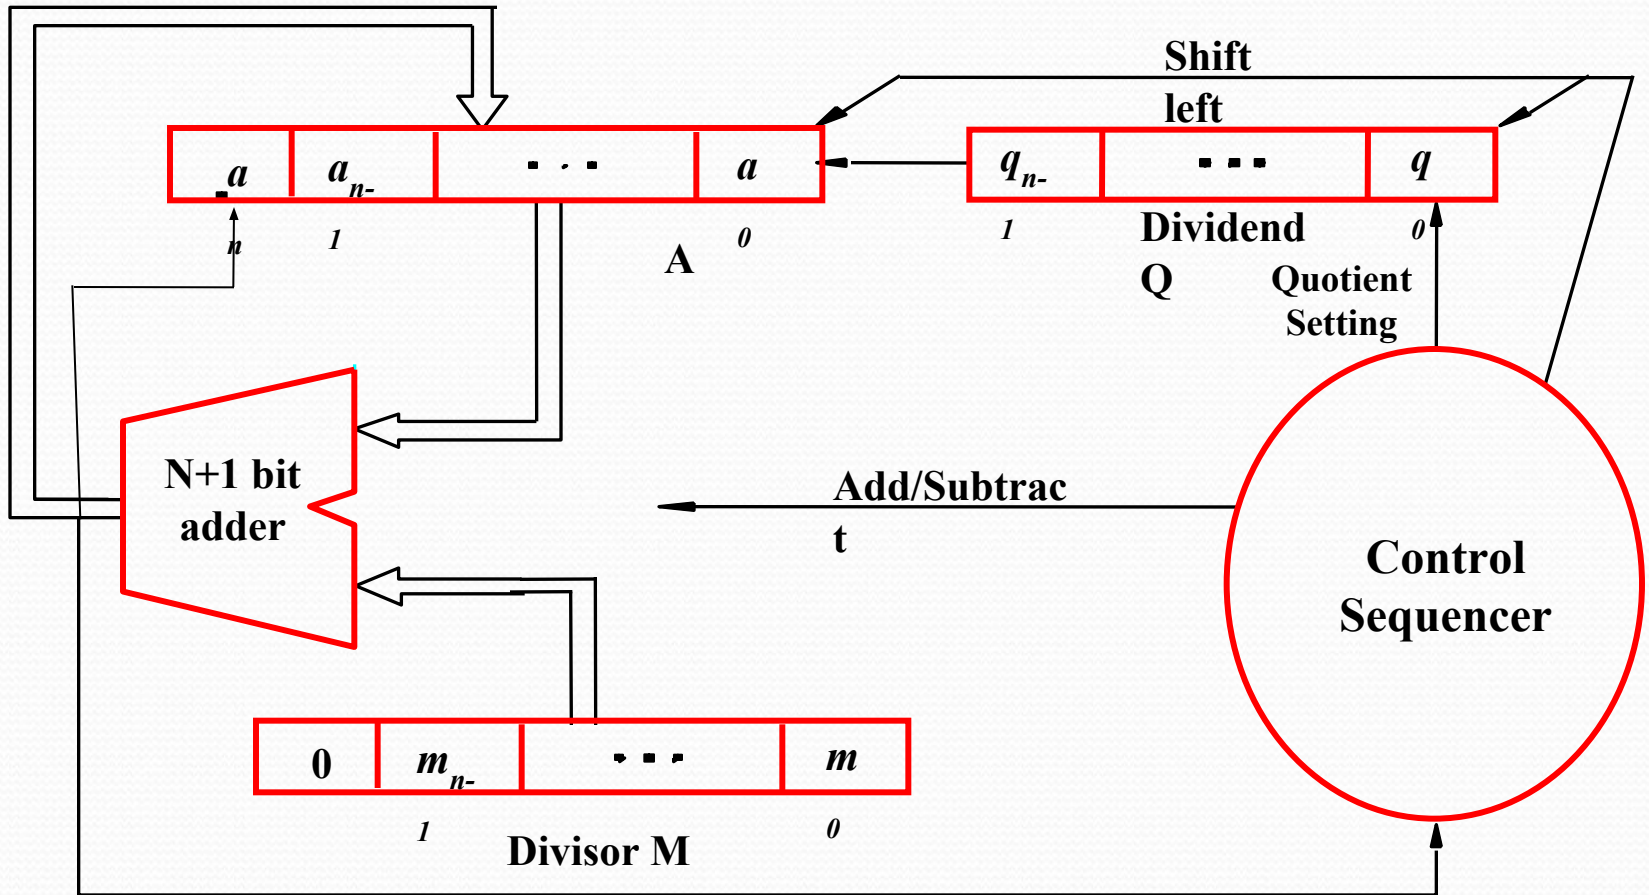 Shift
left
a
n
a n-
1
a
0
A
q n-
1
q
0
Dividend
Q
Quotient
Setting
N+1 bit
adder
Add/Subtrac
t
Control
Sequencer
0
m n-
1
m
0
Divisor M